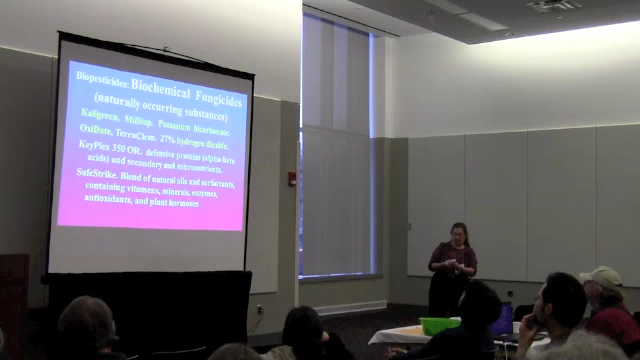 Biopesticides: Biochemical Fungicides
(naturally occurring substances)
Kaligreen, MilStop. Potassium bicarbonate.
OxiDate, TerraClean. 27% hydrogen dioxide.
KeyPlex 350 OR. defensive proteins (alpha-keto
acids) and secondary and micronutrients.
SafeStrike. Blend of natural oils and surfactants,
containing vitamens, minerals, enzymes,
antioxidants, and plant hormones